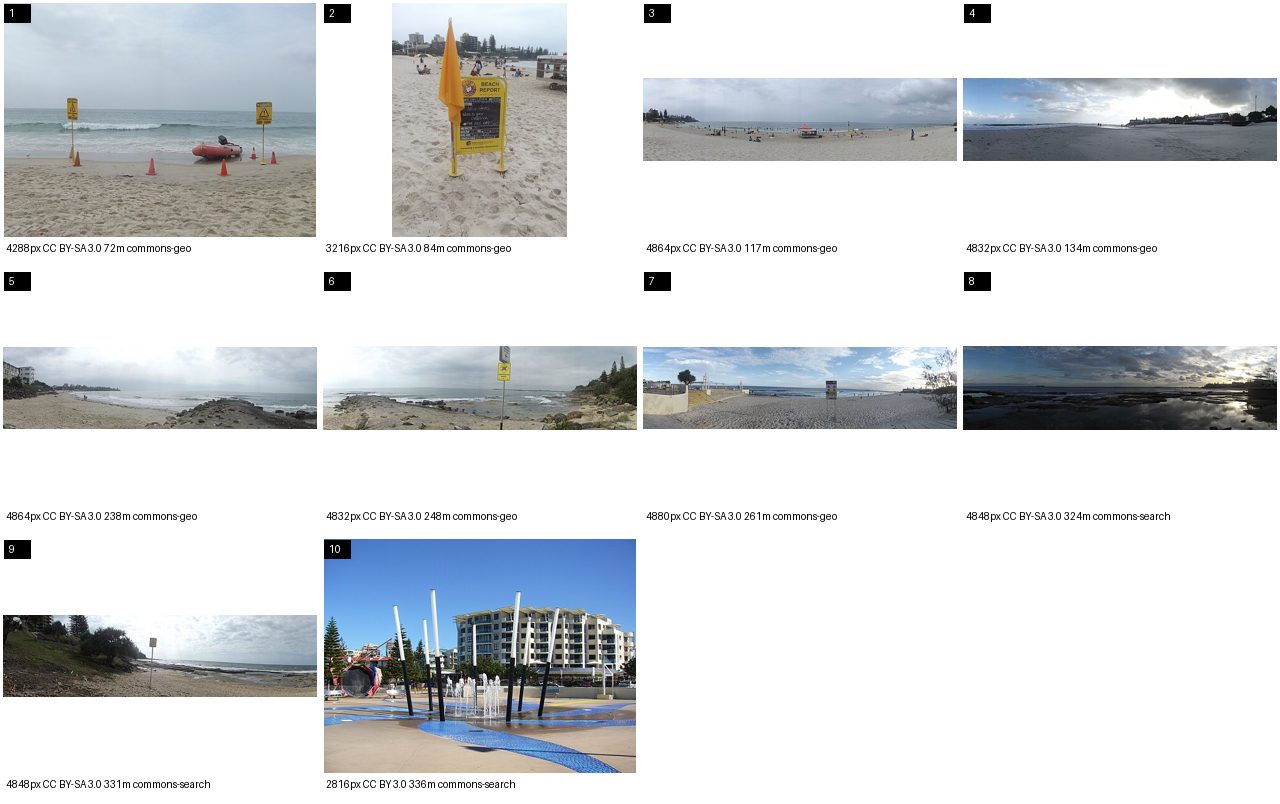 1
2
3
4
BEACH
REPORT
4288px CC BY-SA 3.0 72m commons-geo
3216px CC BY-SA 3.0 84m commons-geo
4864px CC BY-SA 3.0 117m commons-geo
4832px CC BY-SA 3.0 134m commons-geo
5
6
7
8
4864px CC BY-SA 3.0 238m commons-geo
4832px CC BY-SA 3.0 248m commons-geo
4880px CC BY-SA 3.0 261m commons-geo
4848px CC BY-SA 3.0 324m commons-search
9
10
4848px CC BY-SA 3.0 331m commons-search
2816px CC BY 3.0 336m commons-search